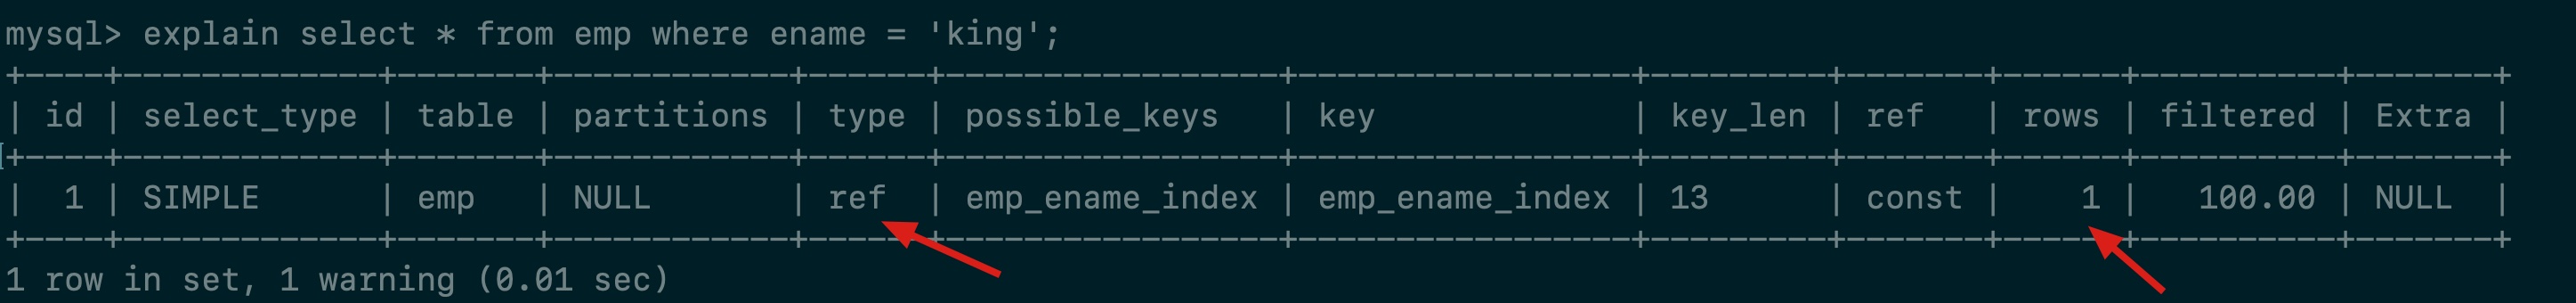 mysql> explain select * from emp where ename = 'king';
+----+-------------+-------+------------+------+-----------------+-----------------+---------+-------+------+----------+-------+
| id | select_type | table | partitions | type | possible_keys   | key             | key_len | ref   | rows | filtered | Extra |
+----+-------------+-------+------------+------+-----------------+-----------------+---------+-------+------+----------+-------+
|  1 | SIMPLE      | emp   | NULL       | ref  | emp_ename_index | emp_ename_index | 13      | const |    1 |   100.00 | NULL  |
+----+-------------+-------+------------+------+-----------------+-----------------+---------+-------+------+----------+-------+
1 row in set, 1 warning (0.01 sec)